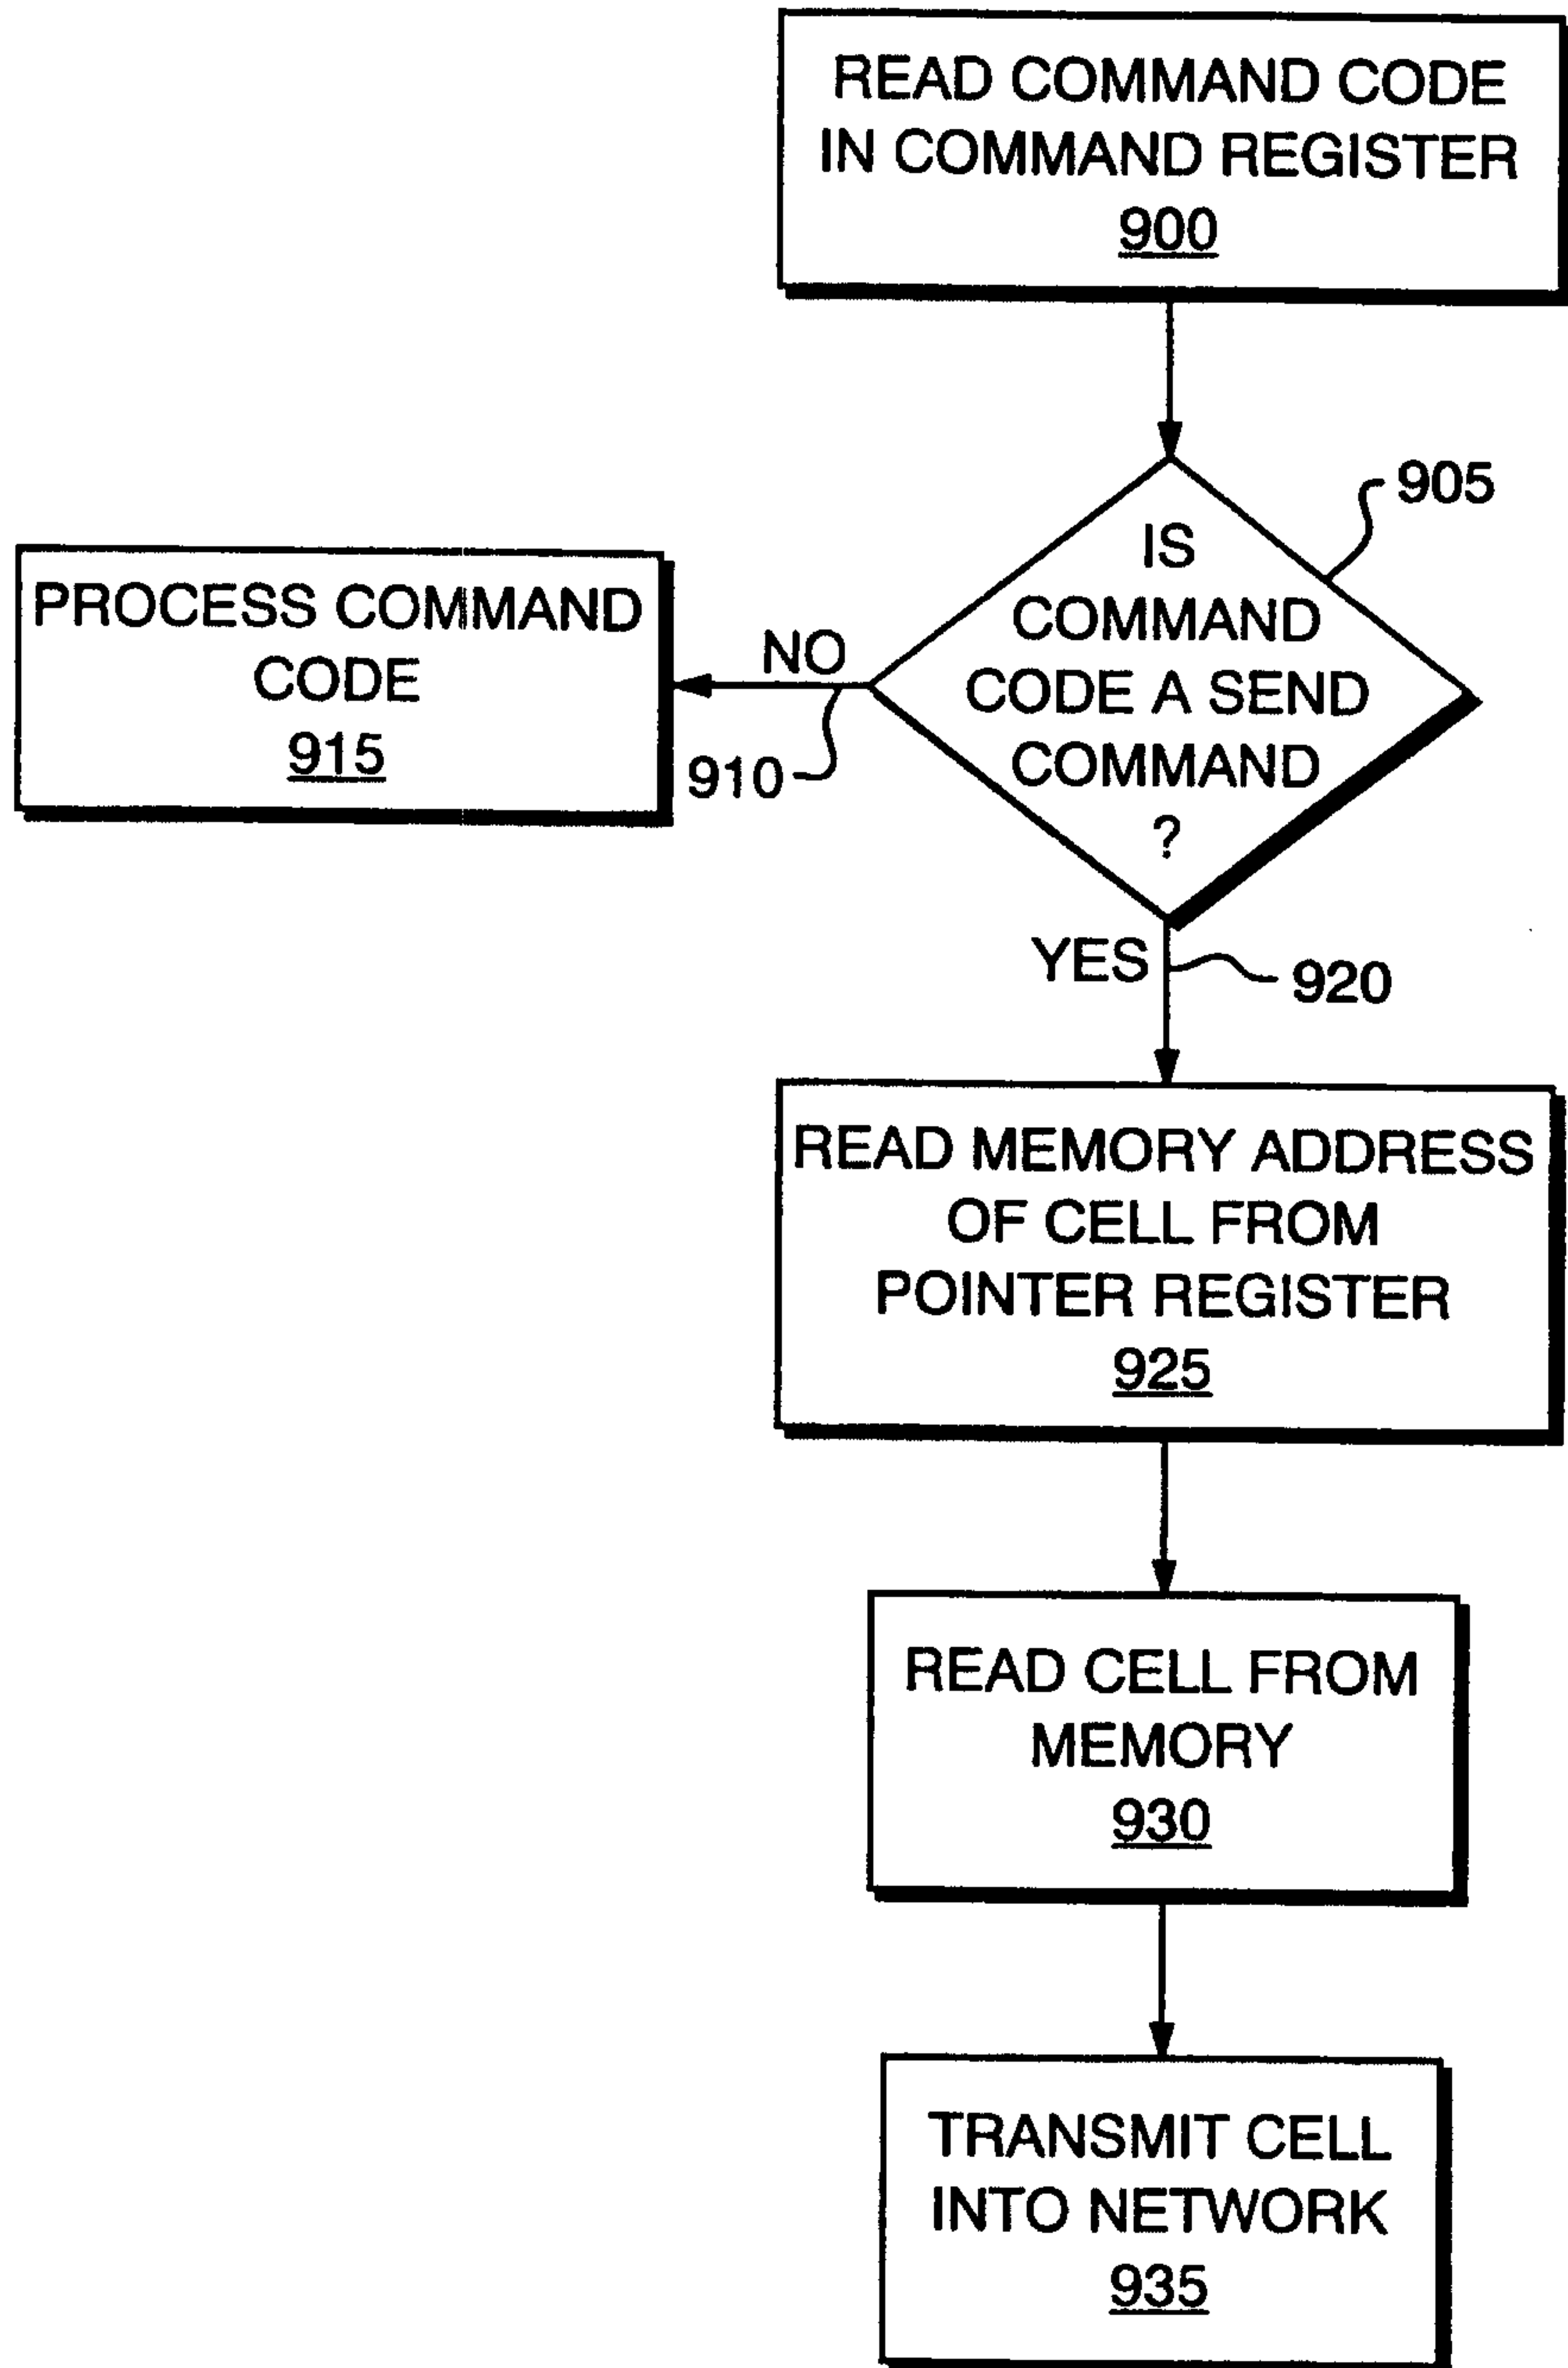 READ COMMAND CODE
IN COMMAND REGISTER
900
905
IS
COMMAND
CODE A SEND
COMMAND
?
NO
910
PROCESS COMMAND
CODE
915
YES
920
READ MEMORY ADDRESS
OF CELL FROM
POINTER REGISTER
925
READ CELL FROM
MEMORY
930
TRANSMIT CELL
INTO NETWORK
935